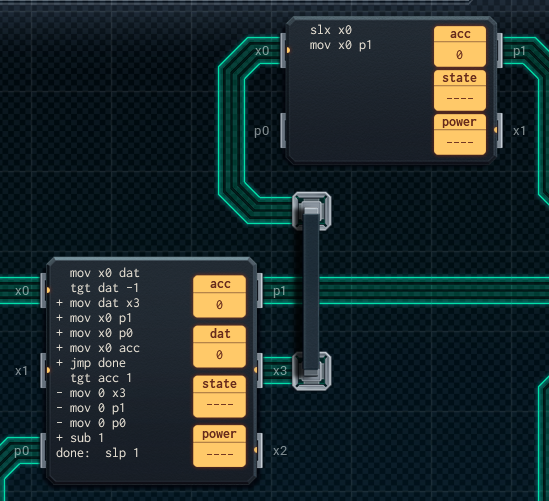 slx x0
mov x0 p1
acc
0
state
----
power
----
x0
p0
p1
x1
mov x0 dat
tgt dat -1
+ mov dat x3
+ mov x0 p1
+ mov x0 p0
+ mov x0 acc
+ jmp done
tgt acc 1
- mov 0 x3
- mov 0 p1
- mov 0 p0
+ sub 1
done:  slp 1
acc
0
dat
0
state
----
power
----
x0
x1
p0
p1
x3
x2